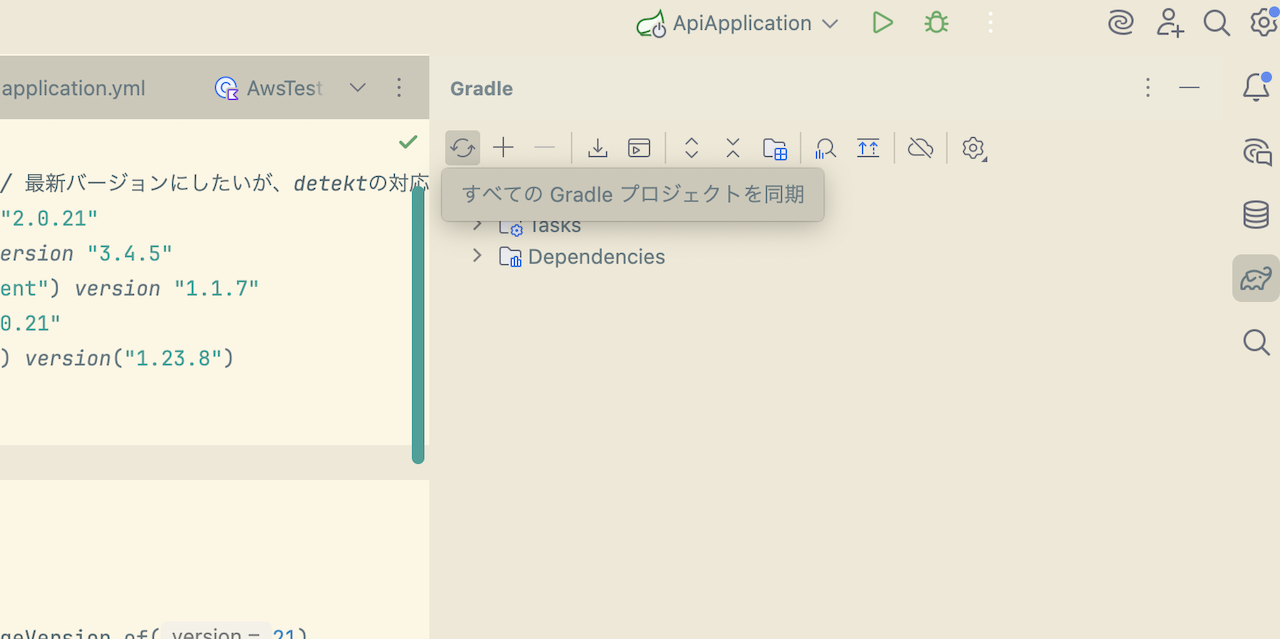 ApiApplication
application.yml
AwsTest
Gradle
/ 最新バージョンにしたいが、detektの対応
"2.0.21"
ersion "3.4.5"
ent") version "1.1.7"
0.21"
) version("1.23.8")
すべての Gradle プロジェクトを同期
Tasks
Dependencies
geVersion.of( version = 21)